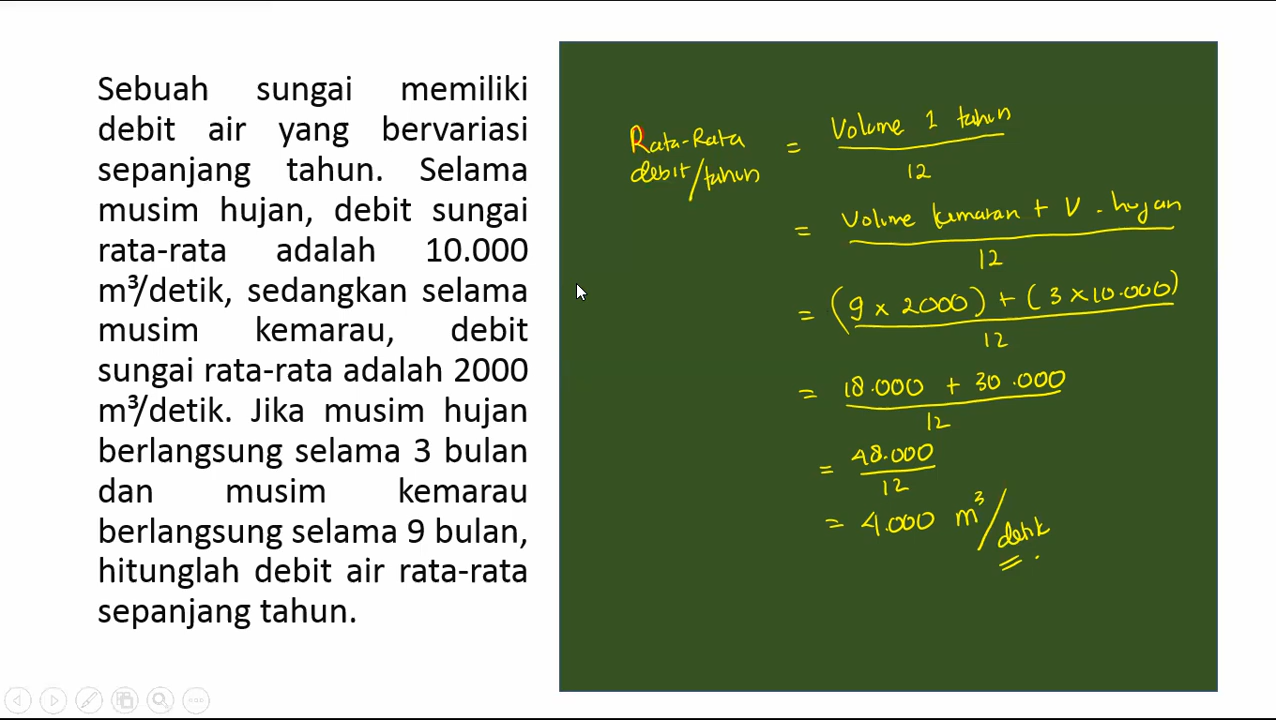 Sebuah sungai memiliki
debit air yang bervariasi
sepanjang tahun. Selama
musim hujan, debit sungai
rata-rata adalah 10.000
m³/detik, sedangkan selama
musim kemarau, debit
sungai rata-rata adalah 2000
m³/detik. Jika musim hujan
berlangsung selama 3 bulan
dan musim kemarau
berlangsung selama 9 bulan,
hitunglah debit air rata-rata
sepanjang tahun.
Rata-Rata
debit/tahun
= Volume 1 tahun
12
= Volume kemarau + V. hujan
12
= (9 x 2000) + (3 x 10.000)
12
= 18.000 + 30.000
12
= 48.000
12
= 4.000 m³/detik